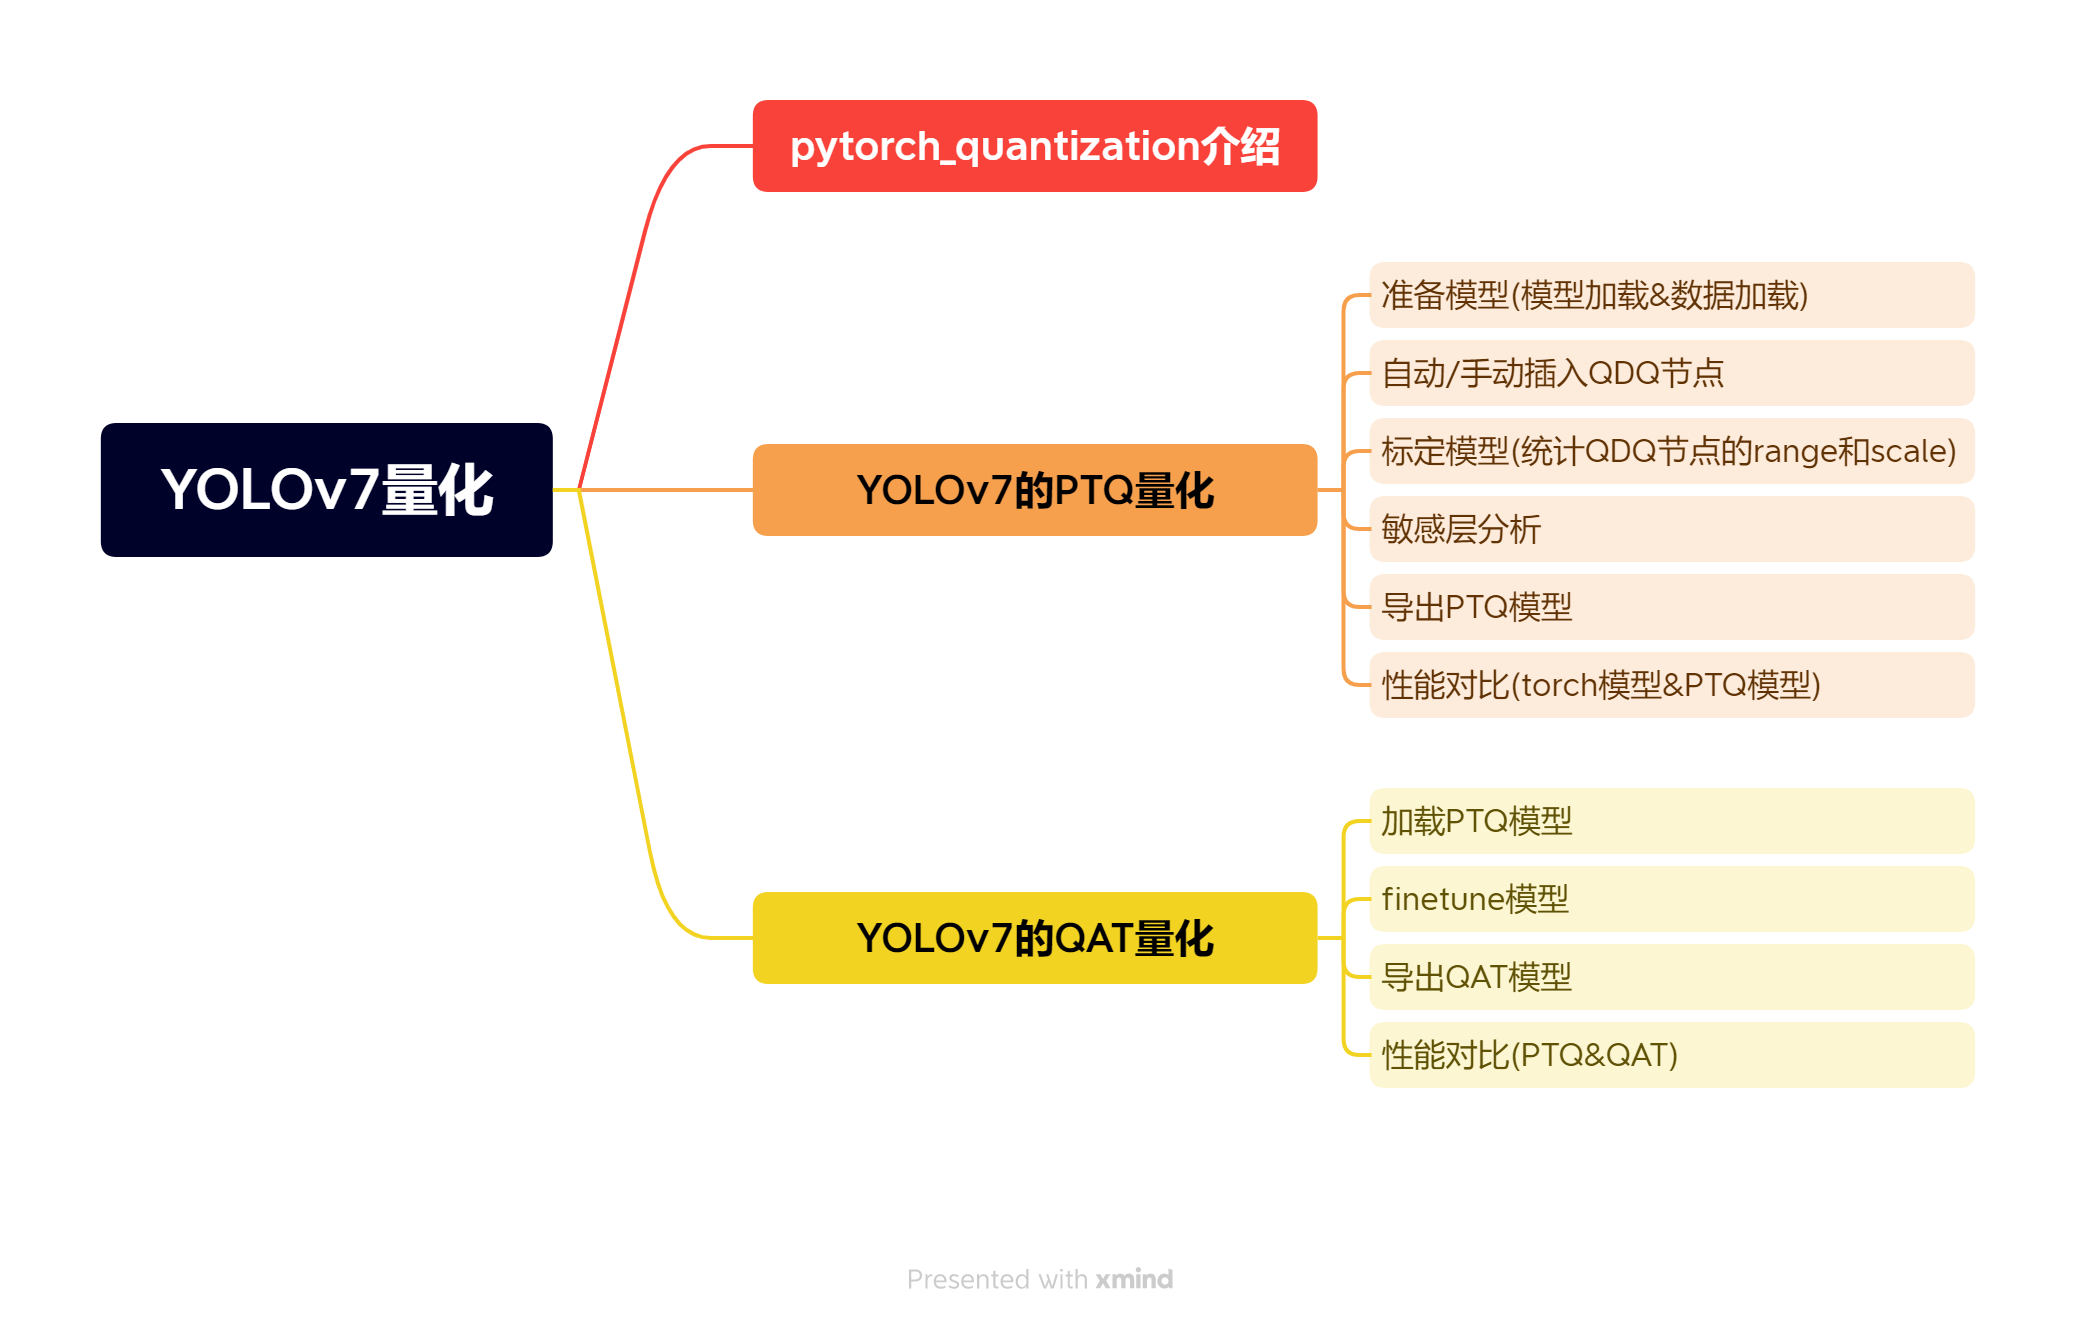 YOLOv7量化
pytorch_quantization介绍
YOLOv7的PTQ量化
准备模型(模型加载&数据加载)
自动/手动插入QDQ节点
标定模型(统计QDQ节点的range和scale)
敏感层分析
导出PTQ模型
性能对比(torch模型&PTQ模型)
YOLOv7的QAT量化
加载PTQ模型
finetune模型
导出QAT模型
性能对比(PTQ&QAT)
Presented with xmind